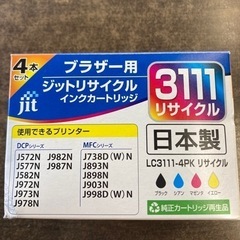 4本
セット
jit
ブラザー用
ジットリサイクル
インクカートリッジ
3111
リサイクル
使用できるプリンター
DCPシリーズ
MFCシリーズ
J572N J982N
J577N J987N
J582N
J972N
J973N
J978N
J738D(W)N
J893N
J898N
J903N
J998D(W)N
日本製
LC3111-4PK リサイクル
ブラック シアン マゼンタ イエロー
純正カートリッジ再生品